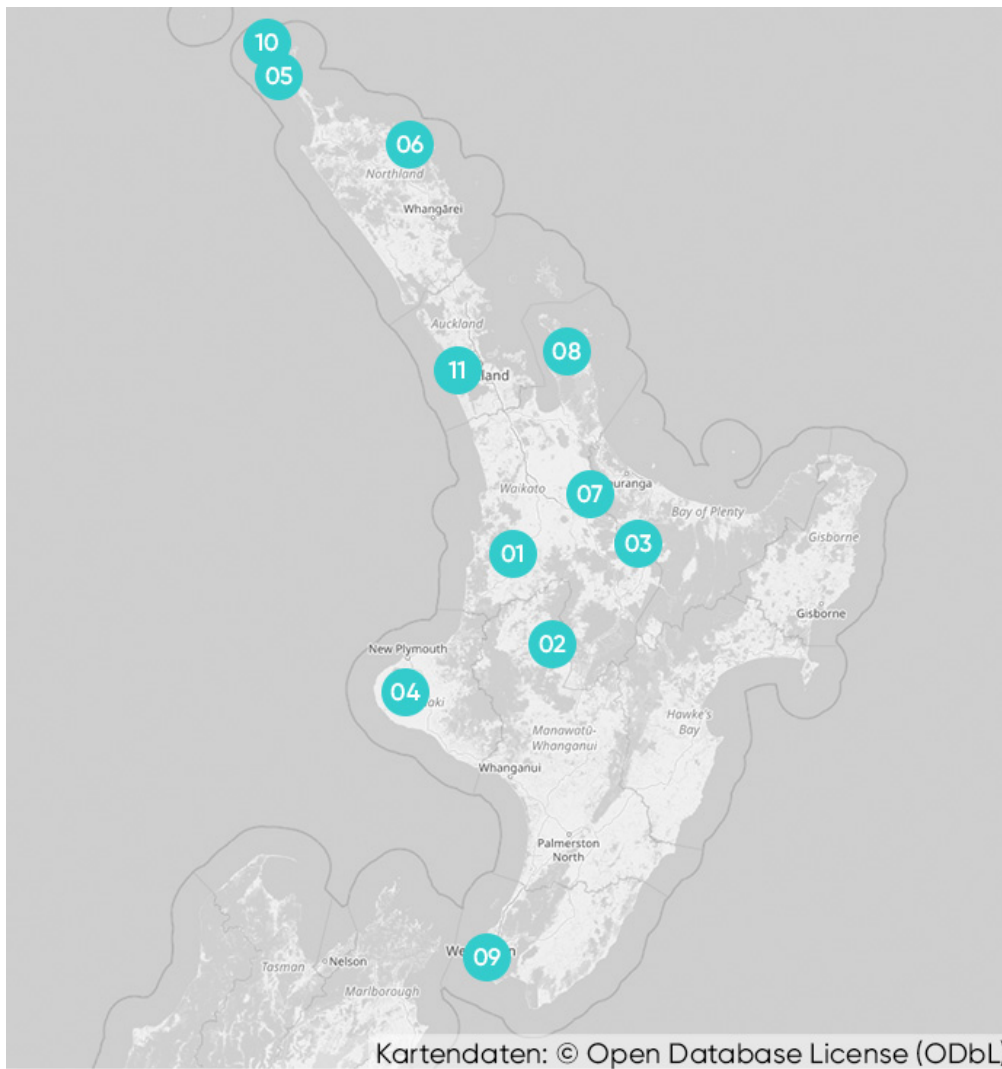 10
05
06
Northland
Whangārei
Auckland
08
11
land
07
uranga
Waikato
Bay of Plenty
03
01
Gisborne
Gisborne
02
New Plymouth
04
aki
Hawke's
Bay
Manawatū-
Whanganui
Whanganui
Palmerston
North
We n
09
Nelson
Tasman
Marlborough
Kartendaten: © Open Database License (ODbL)